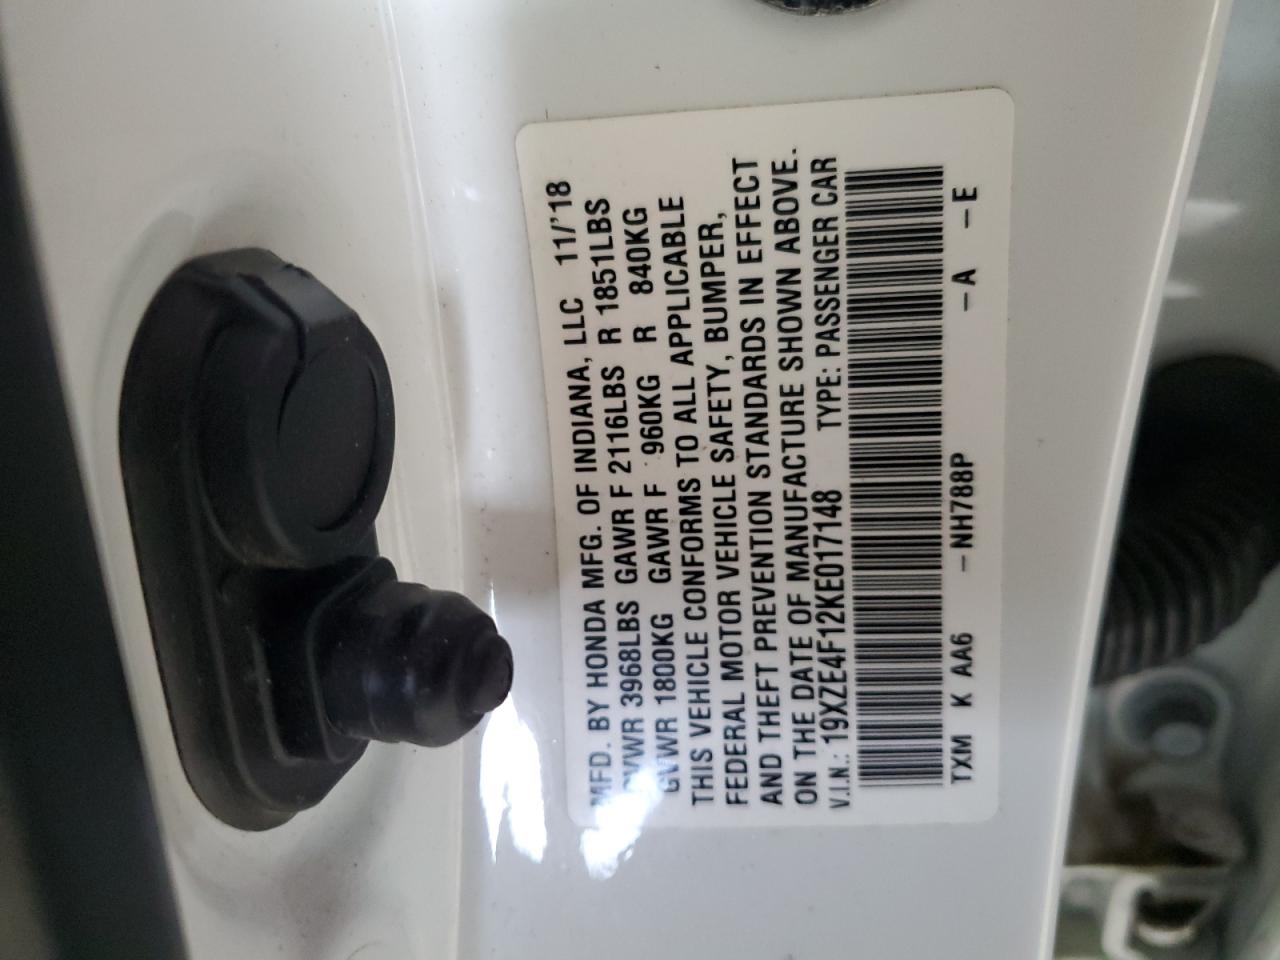 MFD. BY HONDA MFG. OF INDIANA, LLC 11/'18
GVWR 3968LBS GAWR F 2116LBS R 1851LBS
GVWR 1800KG GAWR F 960KG R 840KG
THIS VEHICLE CONFORMS TO ALL APPLICABLE
FEDERAL MOTOR VEHICLE SAFETY, BUMPER,
AND THEFT PREVENTION STANDARDS IN EFFECT
ON THE DATE OF MANUFACTURE SHOWN ABOVE.
V.I.N.: 19XZE4F12KE017148 TYPE: PASSENGER CAR
TXM K AA6 –NH788P –A –E